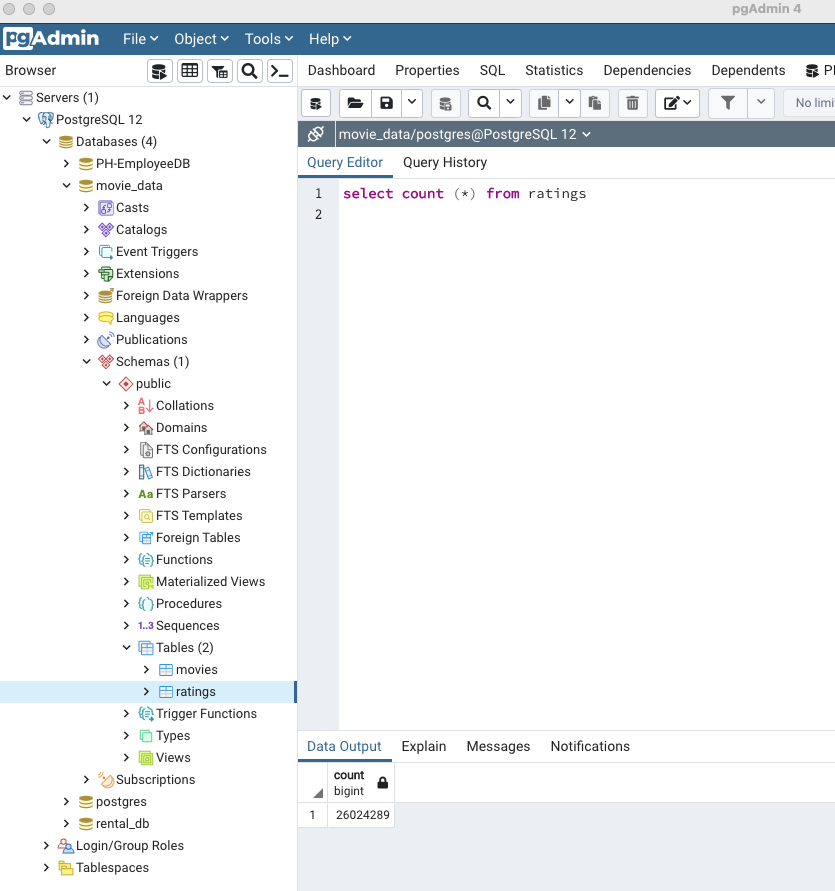 pgAdmin 4
pgAdmin File Object Tools Help
Browser
Dashboard Properties SQL Statistics Dependencies Dependents
No limi
movie_data/postgres@PostgreSQL 12
Query Editor Query History
1 select count (*) from ratings
2
Servers (1)
PostgreSQL 12
Databases (4)
PH-EmployeeDB
movie_data
Casts
Catalogs
Event Triggers
Extensions
Foreign Data Wrappers
Languages
Publications
Schemas (1)
public
Collations
Domains
FTS Configurations
FTS Dictionaries
Aa FTS Parsers
FTS Templates
Foreign Tables
Functions
Materialized Views
Procedures
1..3 Sequences
Tables (2)
movies
ratings
Trigger Functions
Types
Views
Subscriptions
postgres
rental_db
Login/Group Roles
Tablespaces
Data Output Explain Messages Notifications
count
bigint
1 26024289